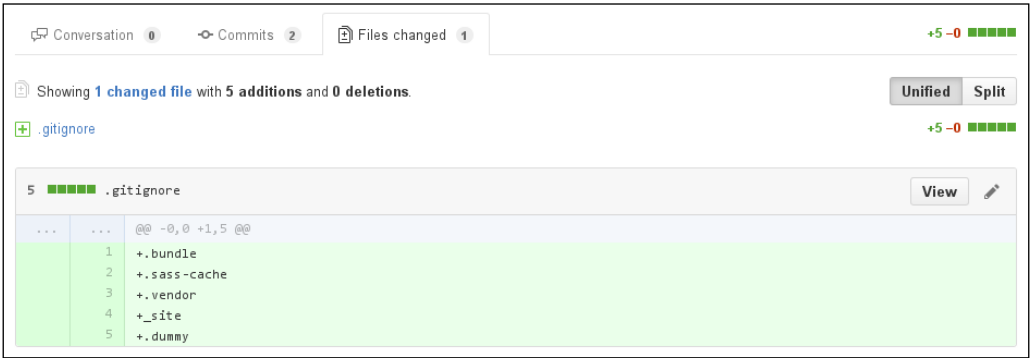 Conversation 0 Commits 2 Files changed 1 +5 −0
Showing 1 changed file with 5 additions and 0 deletions. Unified Split
.gitignore +5 −0
5 .gitignore View
... ... @@ -0,0 +1,5 @@
1 +.bundle
2 +.sass-cache
3 +.vendor
4 +_site
5 +.dummy